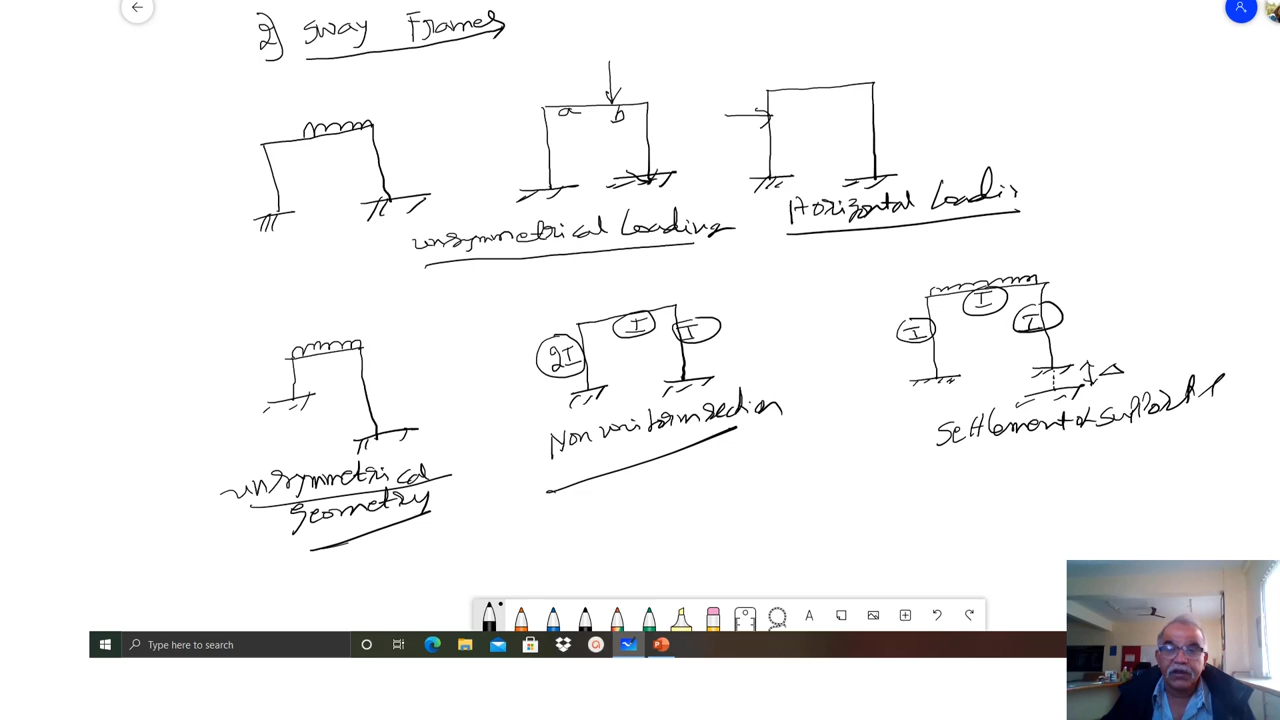 2) Sway Frames
a b
unsymmetrical Loading
Horizontal Loadin
I
I I
2I I I
Δ
Settlement of Support
Non uniform section
unsymmetrical
geometry
A
Type here to search